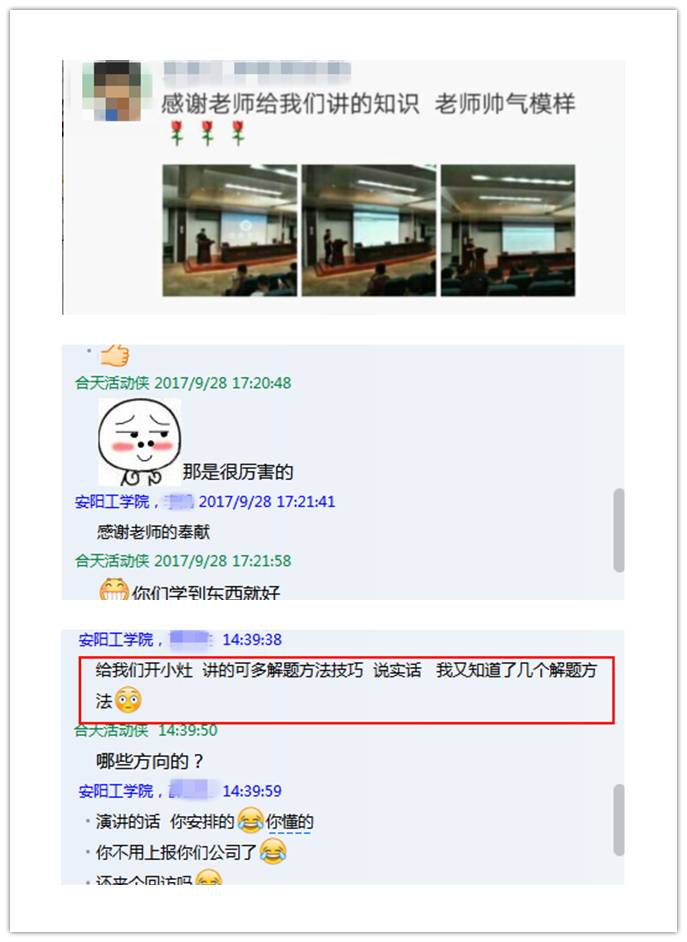 感谢老师给我们讲的知识 老师帅气模样
合天活动侠 2017/9/28 17:20:48
那是很厉害的
安阳工学院, 2017/9/28 17:21:41
感谢老师的奉献
合天活动侠 2017/9/28 17:21:58
你们学到东西就好
安阳工学院, 14:39:38
给我们开小灶 讲的可多解题方法技巧 说实话 我又知道了几个解题方
法
合天活动侠 14:39:50
哪些方向的？
安阳工学院, 14:39:59
演讲的话 你安排的 你懂的
你不用上报你们公司了
还来个回访吗